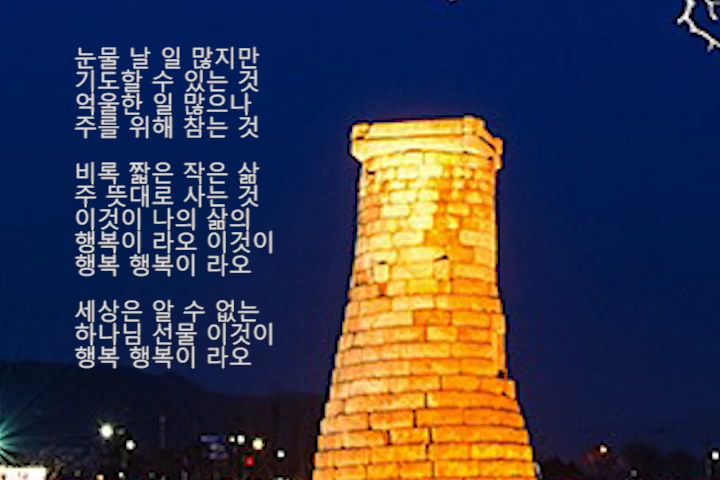 눈물 날 일 많지만
기도할 수 있는 것
억울한 일 많으나
주를 위해 참는 것
비록 짧은 작은 삶
주 뜻대로 사는 것
이것이 나의 삶의
행복이 라오 이것이
행복 행복이 라오
세상은 알 수 없는
하나님 선물 이것이
행복 행복이 라오